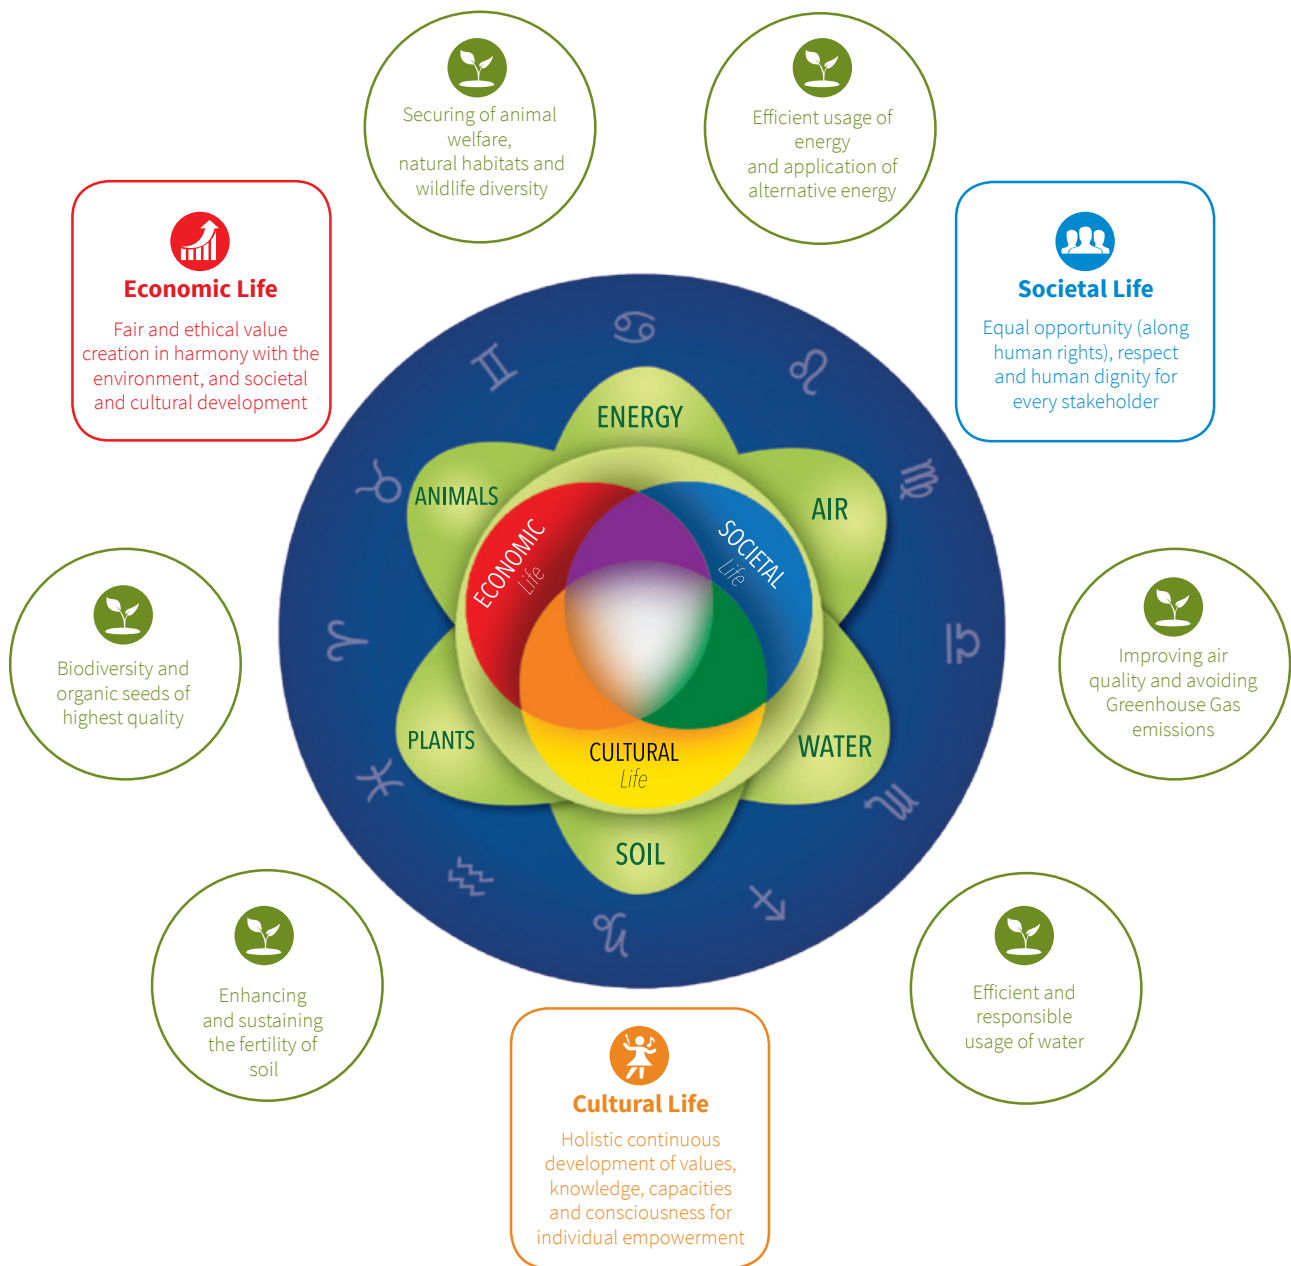 Securing of animal
welfare,
natural habitats and
wildlife diversity
Efficient usage of
energy
and application of
alternative energy
Economic Life
Fair and ethical value
creation in harmony with the
environment, and societal
and cultural development
Societal Life
Equal opportunity (along
human rights), respect
and human dignity for
every stakeholder
ENERGY
ANIMALS
AIR
ECONOMIC
Life
SOCIETAL
Life
PLANTS
WATER
CULTURAL
Life
SOIL
Biodiversity and
organic seeds of
highest quality
Improving air
quality and avoiding
Greenhouse Gas
emissions
Enhancing
and sustaining
the fertility of
soil
Efficient and
responsible
usage of water
Cultural Life
Holistic continuous
development of values,
knowledge, capacities
and consciousness for
individual empowerment